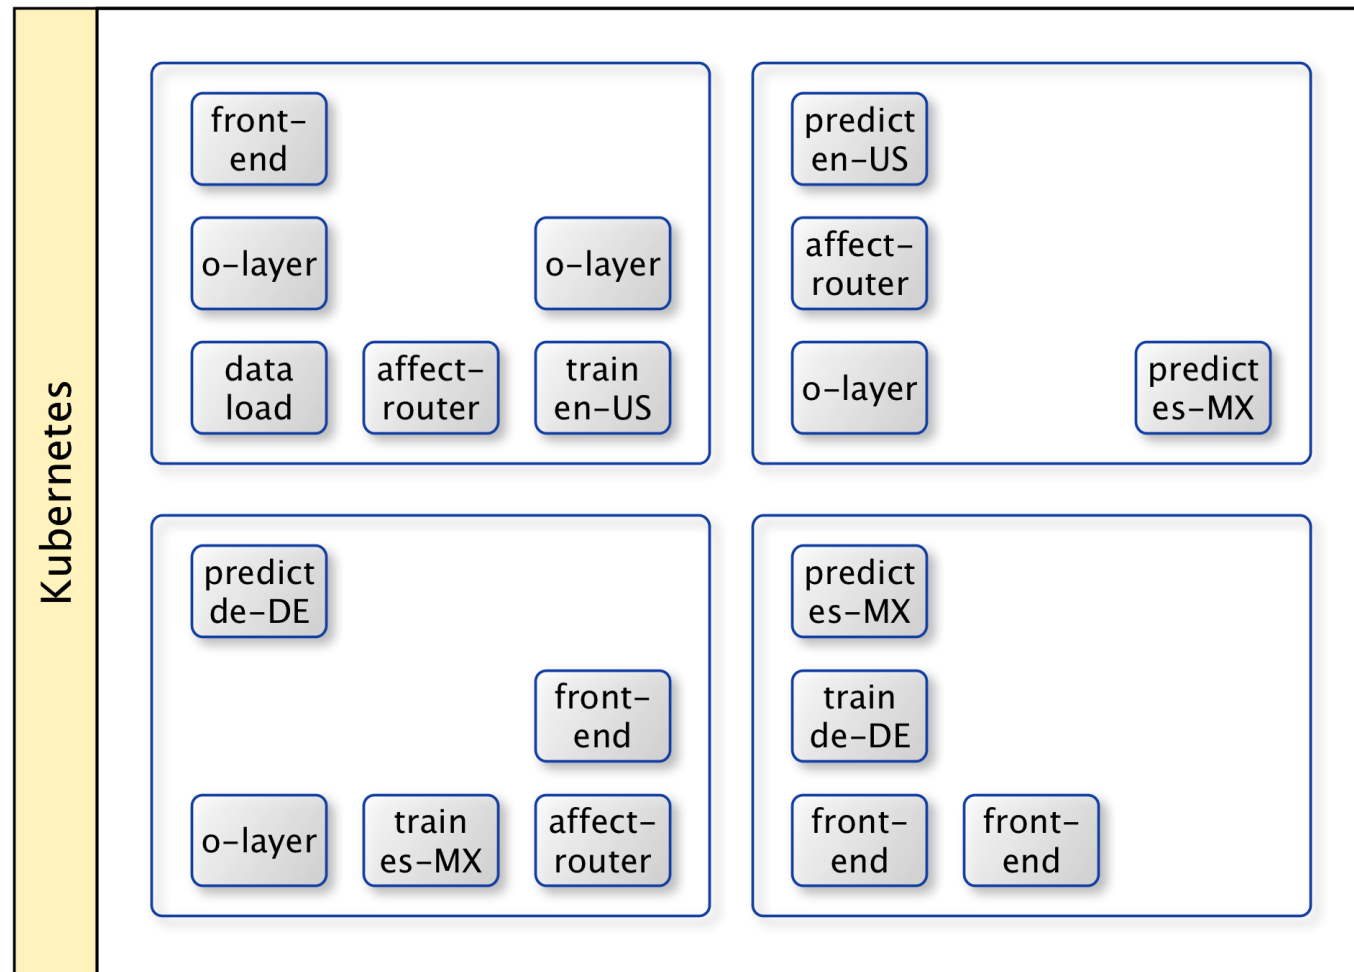 Kubernetes
front-
end
o-layer
o-layer
data
load
affect-
router
train
en-US
predict
en-US
affect-
router
o-layer
predict
es-MX
predict
de-DE
front-
end
o-layer
train
es-MX
affect-
router
predict
es-MX
train
de-DE
front-
end
front-
end